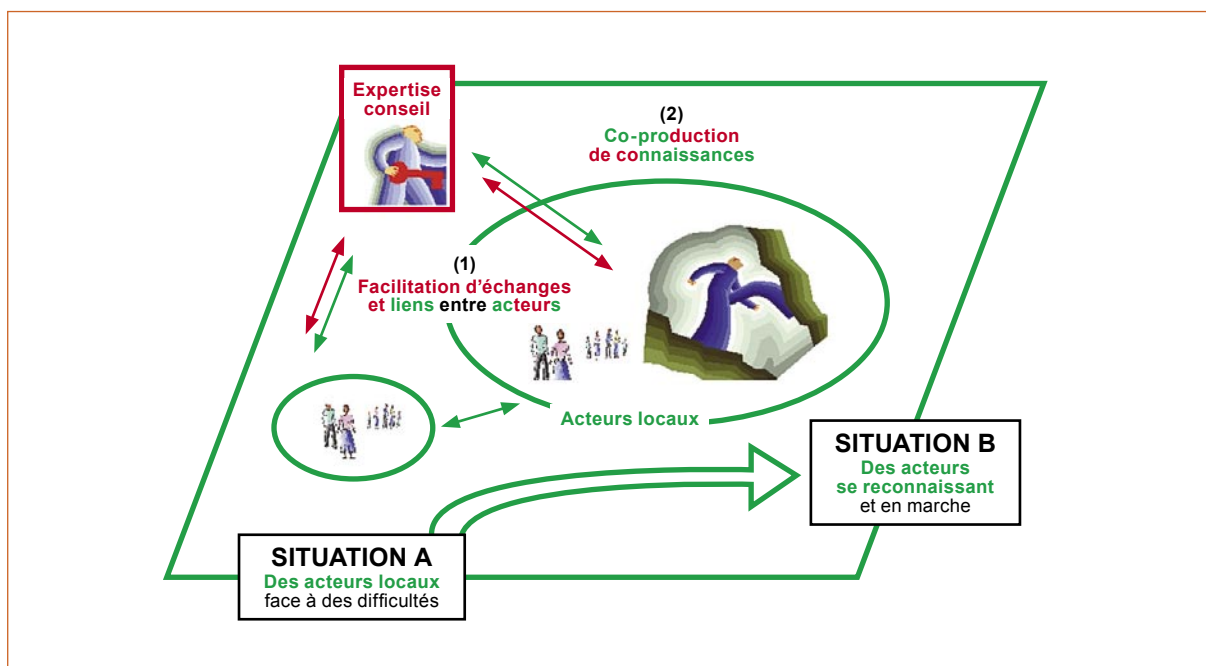 Expertise
conseil
(2)
Co-production
de connaissances
(1)
Facilitation d'échanges
et liens entre acteurs
Acteurs locaux
SITUATION B
Des acteurs
se reconnaissant
et en marche
SITUATION A
Des acteurs locaux
face à des difficultés